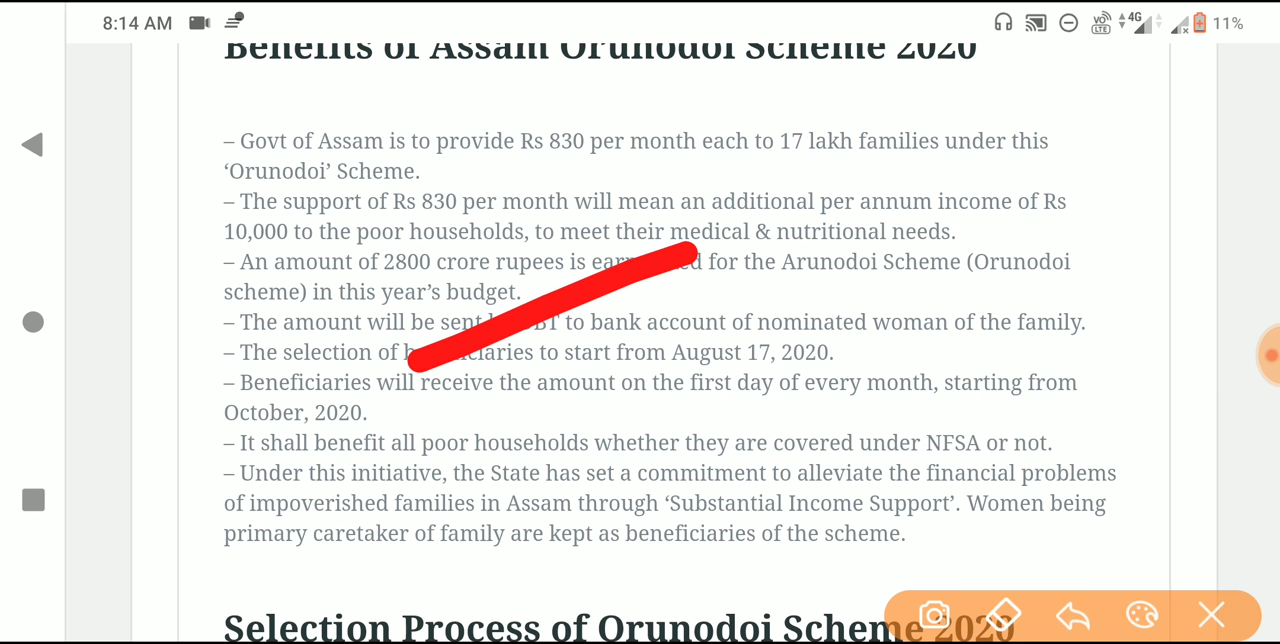 8:14 AM
4G
VO
LTE
11%
Benefits of Assam Orunodoi Scheme 2020
– Govt of Assam is to provide Rs 830 per month each to 17 lakh families under this
‘Orunodoi’ Scheme.
– The support of Rs 830 per month will mean an additional per annum income of Rs
10,000 to the poor households, to meet their medical & nutritional needs.
– An amount of 2800 crore rupees is for the Arunodoi Scheme (Orunodoi
scheme) in this year’s budget.
– The amount will be sent to bank account of nominated woman of the family.
– The selection of to start from August 17, 2020.
– Beneficiaries will receive the amount on the first day of every month, starting from
October, 2020.
– It shall benefit all poor households whether they are covered under NFSA or not.
– Under this initiative, the State has set a commitment to alleviate the financial problems
of impoverished families in Assam through ‘Substantial Income Support’. Women being
primary caretaker of family are kept as beneficiaries of the scheme.
Selection Process of Orunodoi Scheme 2020